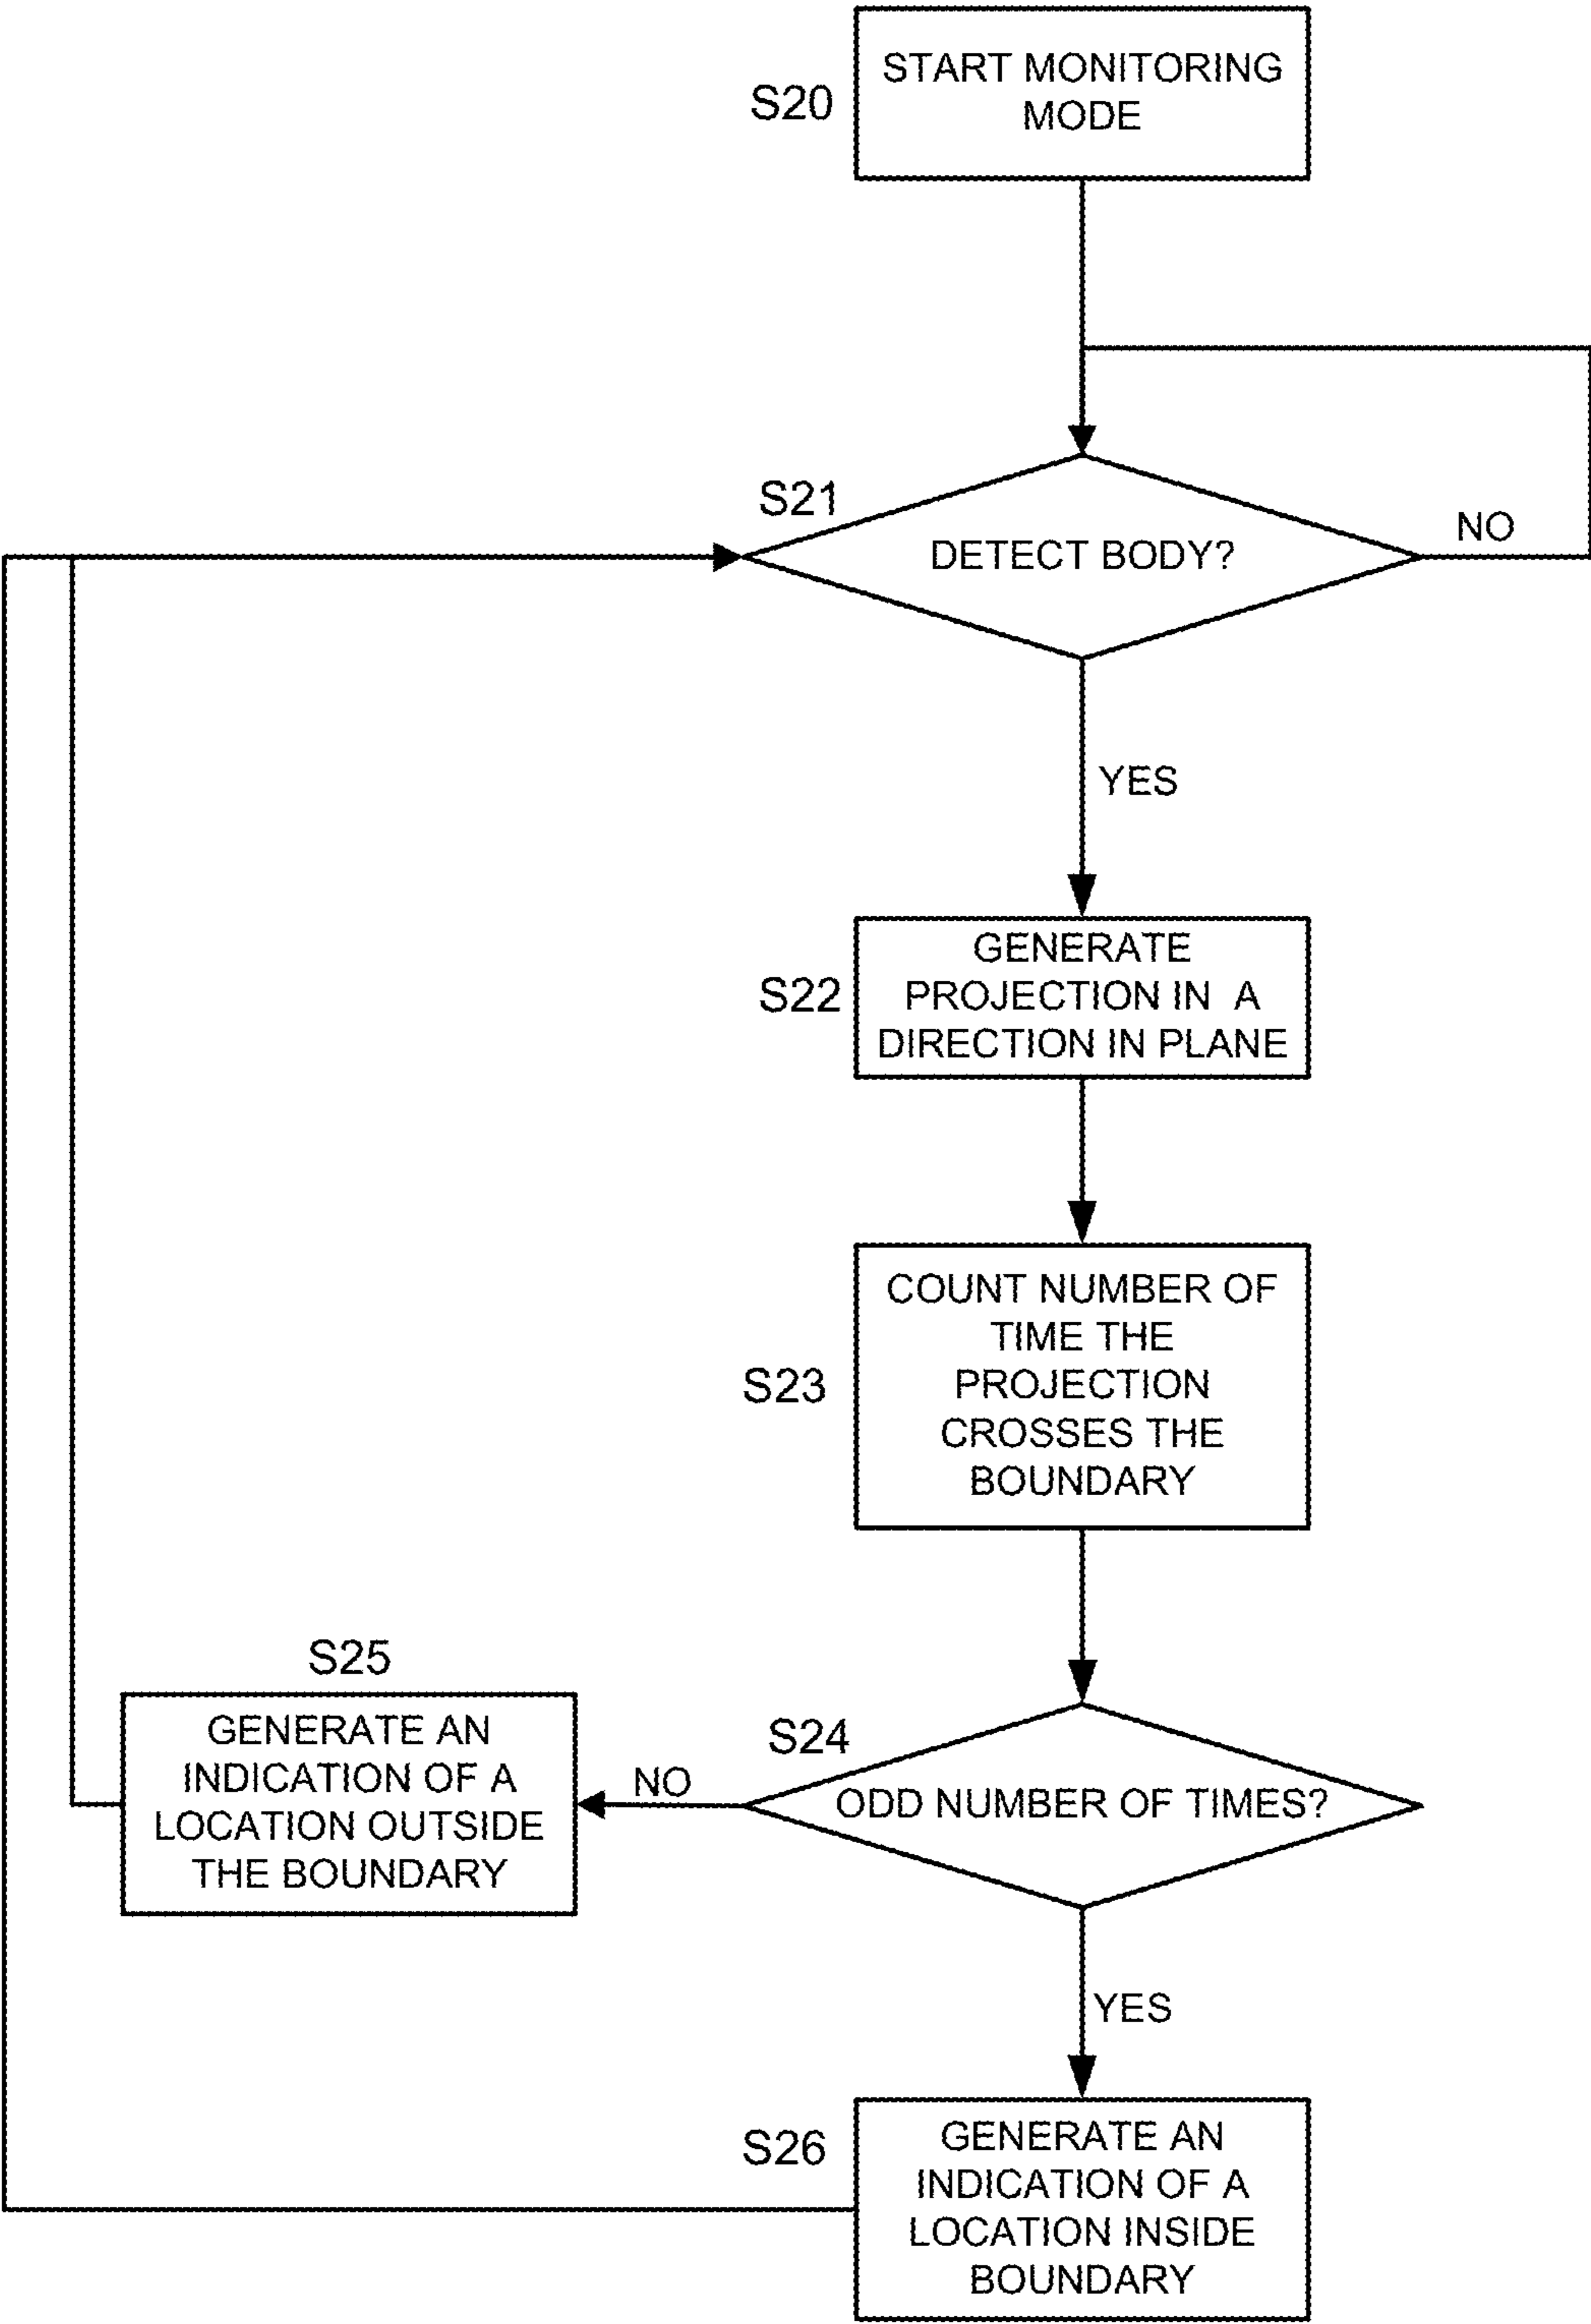 START MONITORING
MODE
S20
S21
DETECT BODY?
NO
YES
S22
GENERATE
PROJECTION IN A
DIRECTION IN PLANE
S23
COUNT NUMBER OF
TIME THE
PROJECTION
CROSSES THE
BOUNDARY
S24
ODD NUMBER OF TIMES?
NO
S25
GENERATE AN
INDICATION OF A
LOCATION OUTSIDE
THE BOUNDARY
YES
S26
GENERATE AN
INDICATION OF A
LOCATION INSIDE
BOUNDARY